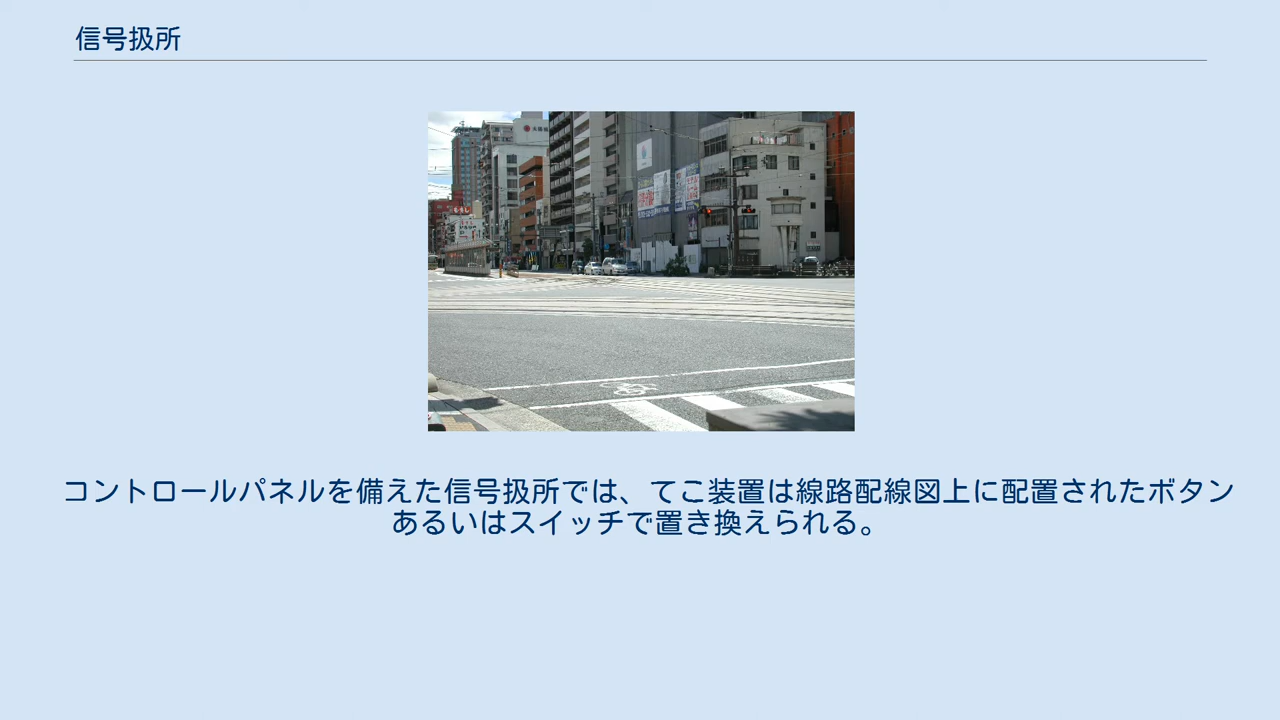 信号扱所
コントロールパネルを備えた信号扱所では、てこ装置は線路配線図上に配置されたボタン
あるいはスイッチで置き換えられる。